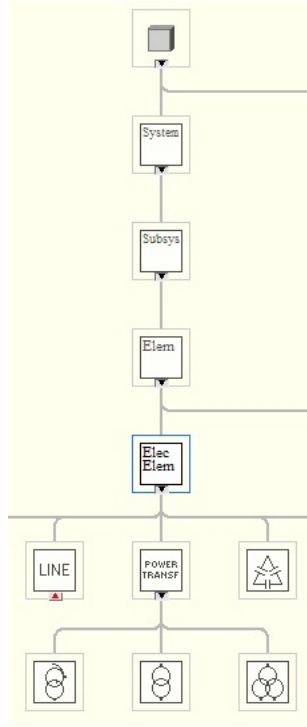 System
Subsys
Elem
Elec
Elem
LINE
POWER
TRANSF